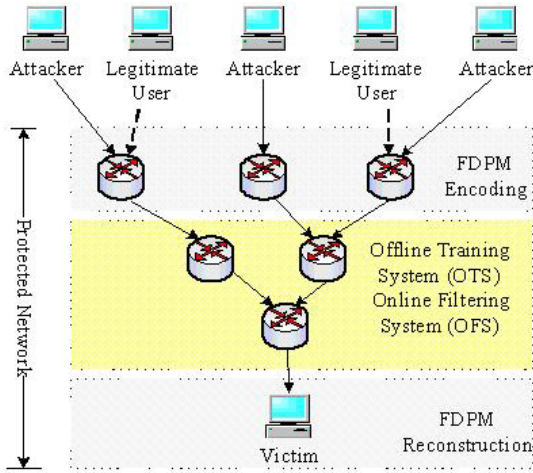 Attacker
Legitimate
User
Attacker
Legitimate
User
Attacker
Protected Network
FDPM
Encoding
Offline Training
System (OTS)
Online Filtering
System (OFS)
Victim
FDPM
Reconstruction